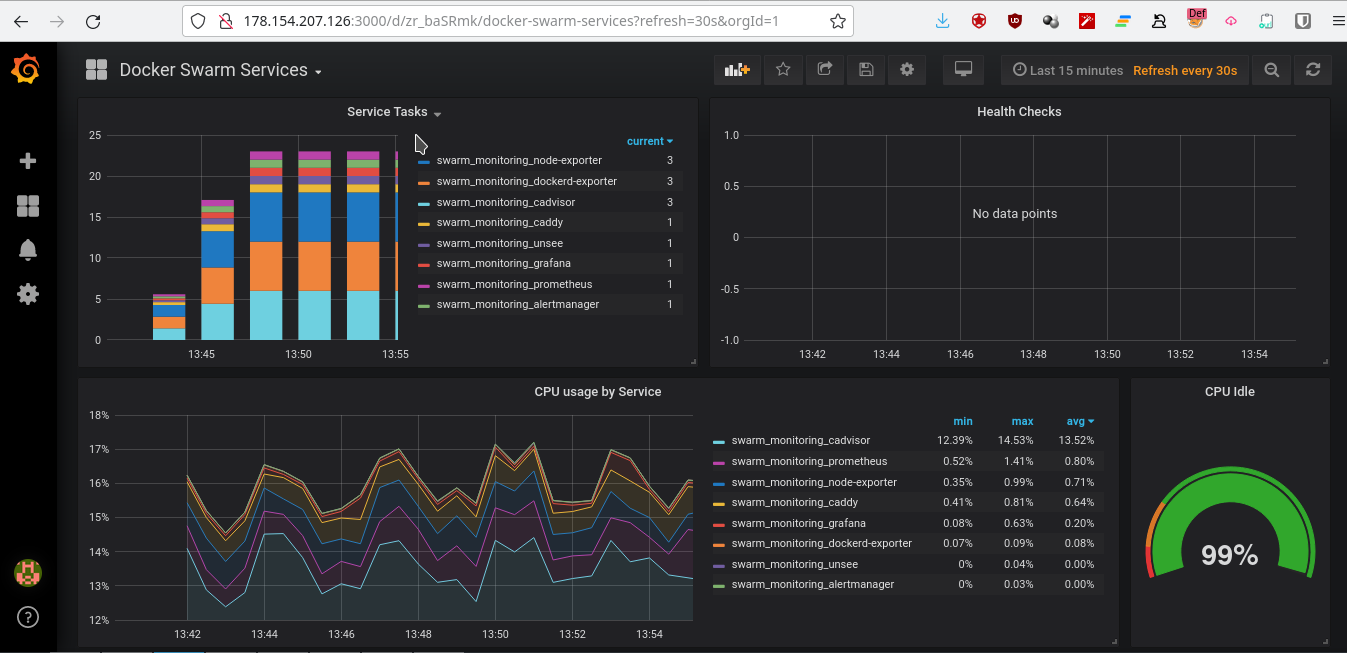 178.154.207.126:3000/d/zr_baSRmk/docker-swarm-services?refresh=30s&orgId=1
UD
Def
Docker Swarm Services
Last 15 minutes Refresh every 30s
Service Tasks
25
20
15
10
5
0
13:45 13:50 13:55
current
swarm_monitoring_node-exporter 3
swarm_monitoring_dockerd-exporter 3
swarm_monitoring_cadvisor 3
swarm_monitoring_caddy 1
swarm_monitoring_unsee 1
swarm_monitoring_grafana 1
swarm_monitoring_prometheus 1
swarm_monitoring_alertmanager 1
Health Checks
1.0
0.5
0
-0.5
-1.0
No data points
13:42 13:44 13:46 13:48 13:50 13:52 13:54
CPU usage by Service
18%
17%
16%
15%
14%
13%
12%
13:42 13:44 13:46 13:48 13:50 13:52 13:54
min max avg
swarm_monitoring_cadvisor 12.39% 14.53% 13.52%
swarm_monitoring_prometheus 0.52% 1.41% 0.80%
swarm_monitoring_node-exporter 0.35% 0.99% 0.71%
swarm_monitoring_caddy 0.41% 0.81% 0.64%
swarm_monitoring_grafana 0.08% 0.63% 0.20%
swarm_monitoring_dockerd-exporter 0.07% 0.09% 0.08%
swarm_monitoring_unsee 0% 0.04% 0.00%
swarm_monitoring_alertmanager 0% 0.03% 0.00%
CPU Idle
99%